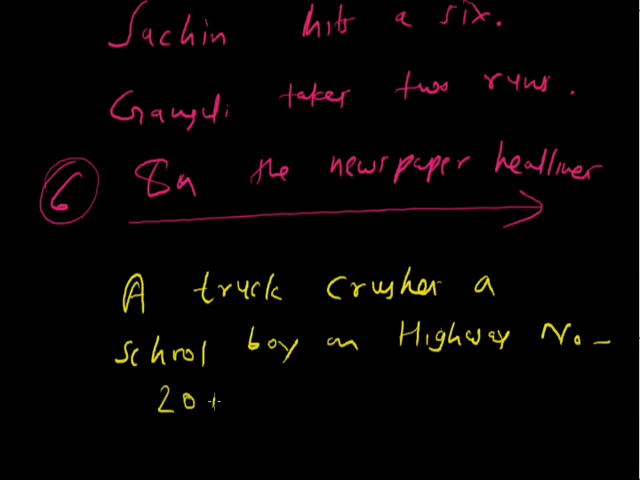 Sachin hits a six.
Ganguli takes two runs.
6 In the newspaper headlines
A truck crushes a
school boy on Highway No-
20